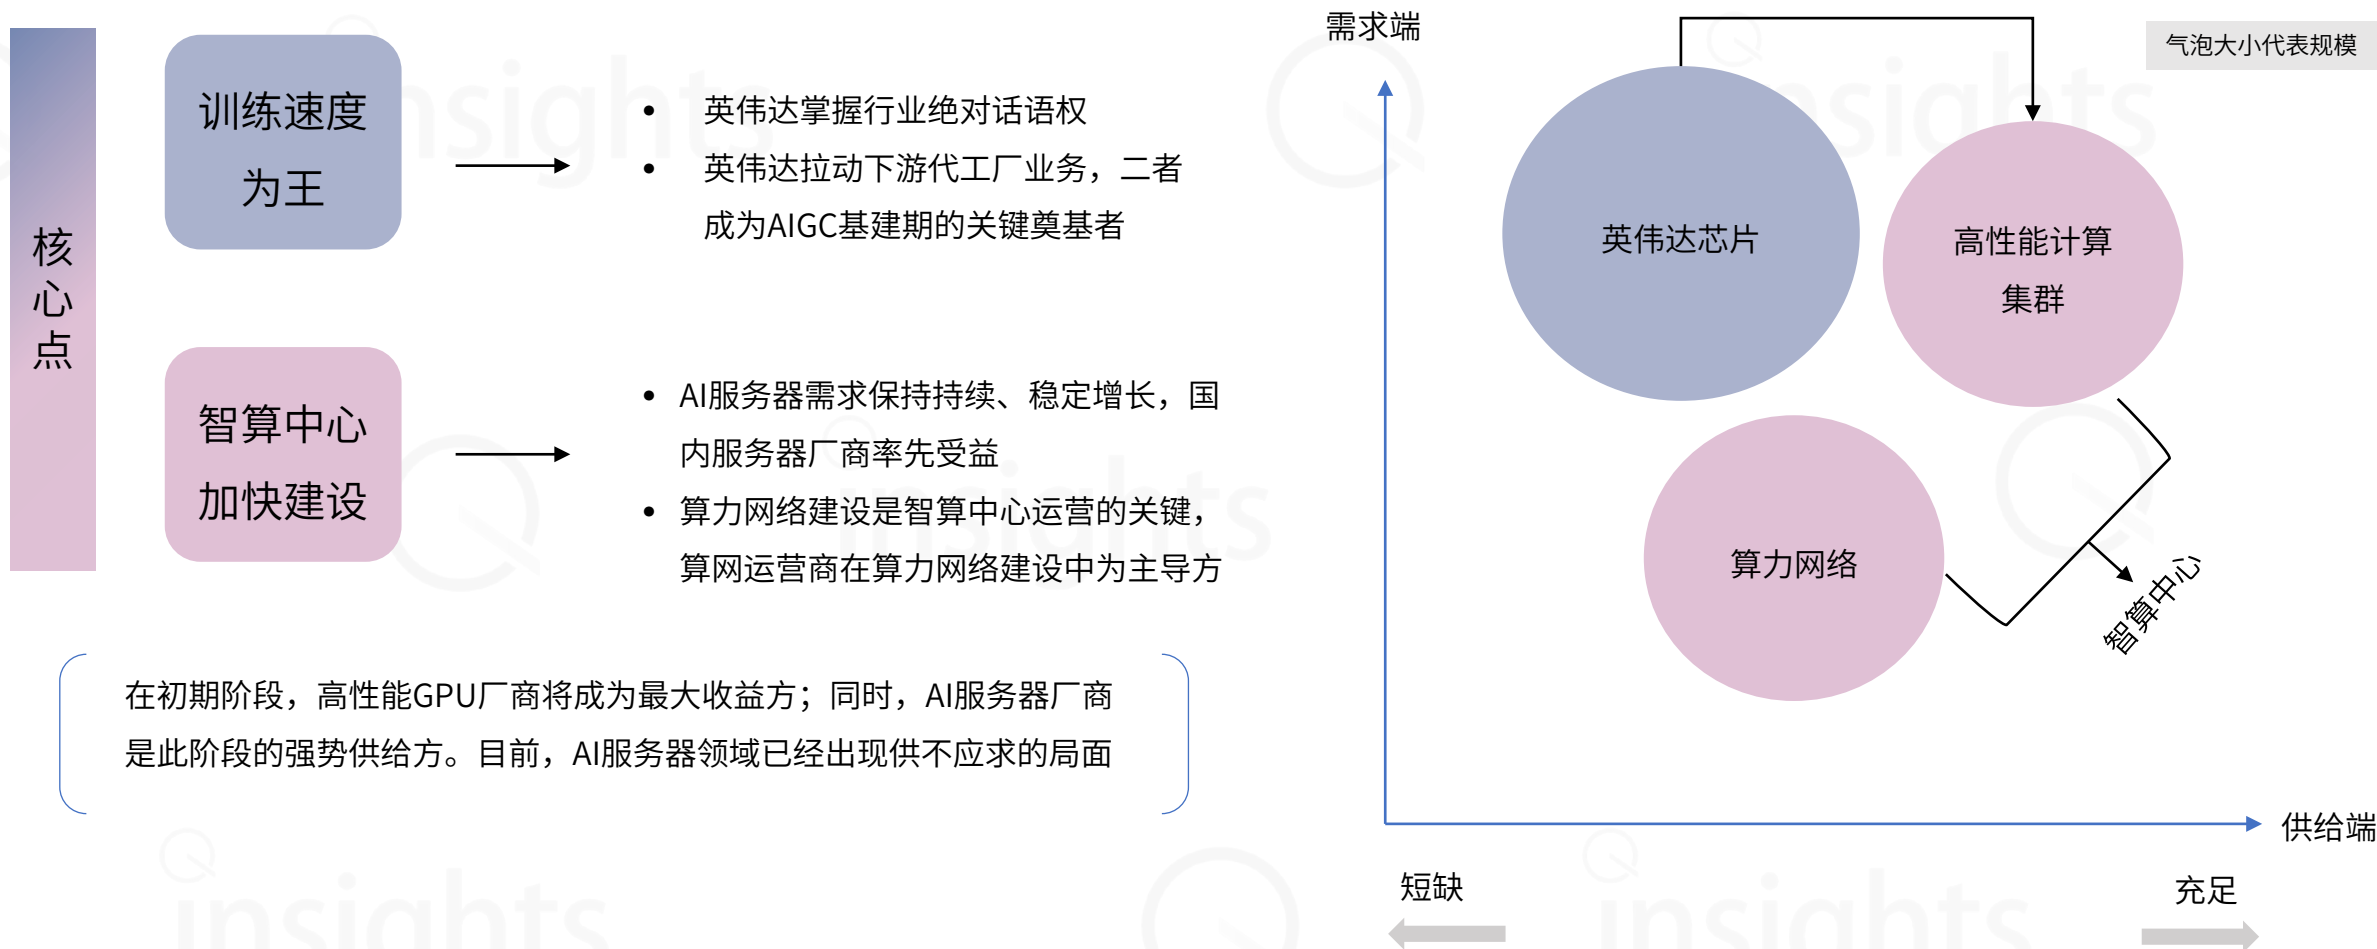 核心点
训练速度
为王
• 英伟达掌握行业绝对话语权
• 英伟达拉动下游代工厂业务，二者
成为AIGC基建期的关键奠基者
智算中心
加快建设
• AI服务器需求保持持续、稳定增长，国
内服务器厂商率先受益
• 算力网络建设是智算中心运营的关键，
算网运营商在算力网络建设中为主导方
在初期阶段，高性能GPU厂商将成为最大收益方；同时，AI服务器厂商
是此阶段的强势供给方。目前，AI服务器领域已经出现供不应求的局面
需求端
气泡大小代表规模
英伟达芯片
高性能计算
集群
算力网络
智算中心
供给端
短缺
充足
insights
insights
insights
insights
insights